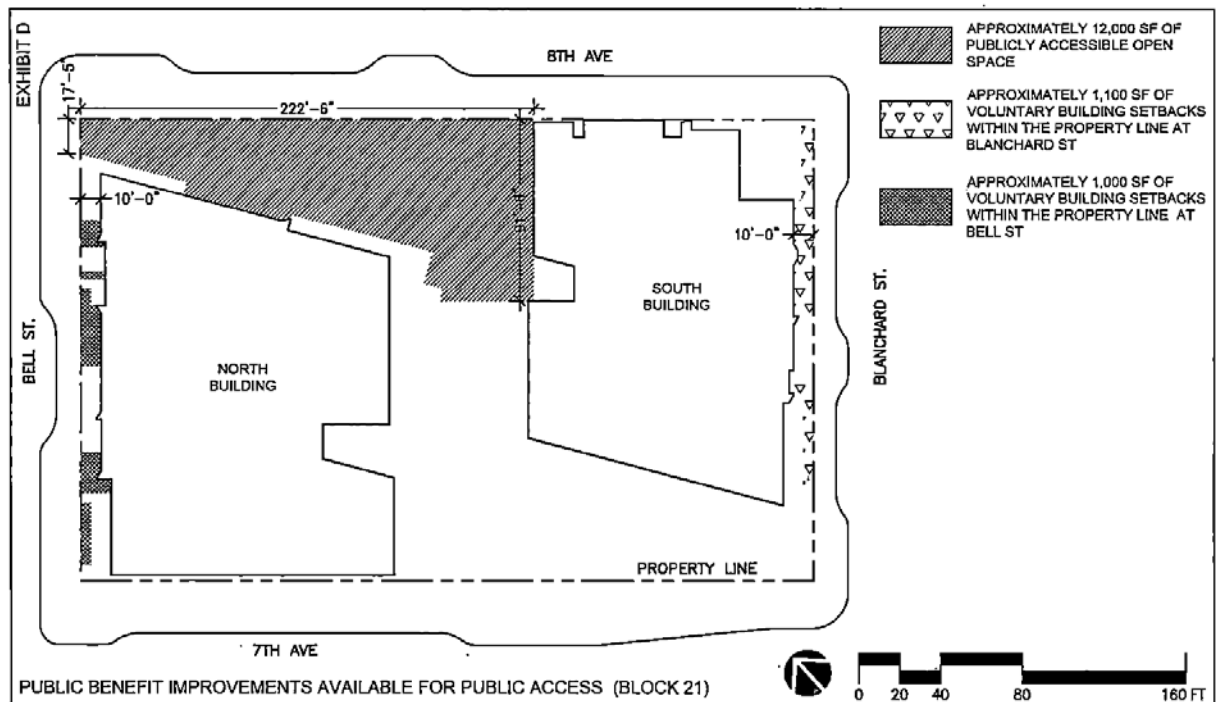 EXHIBIT D
8TH AVE
17'-5"
222'-6"
10'-0"
10'-0"
SOUTH
BUILDING
NORTH
BUILDING
BELL ST.
BLANCHARD ST.
PROPERTY LINE
7TH AVE
APPROXIMATELY 12,000 SF OF
PUBLICLY ACCESSIBLE OPEN
SPACE
APPROXIMATELY 1,100 SF OF
VOLUNTARY BUILDING SETBACKS
WITHIN THE PROPERTY LINE AT
BLANCHARD ST
APPROXIMATELY 1,000 SF OF
VOLUNTARY BUILDING SETBACKS
WITHIN THE PROPERTY LINE AT
BELL ST
PUBLIC BENEFIT IMPROVEMENTS AVAILABLE FOR PUBLIC ACCESS (BLOCK 21)
0 20 40 80 160 FT